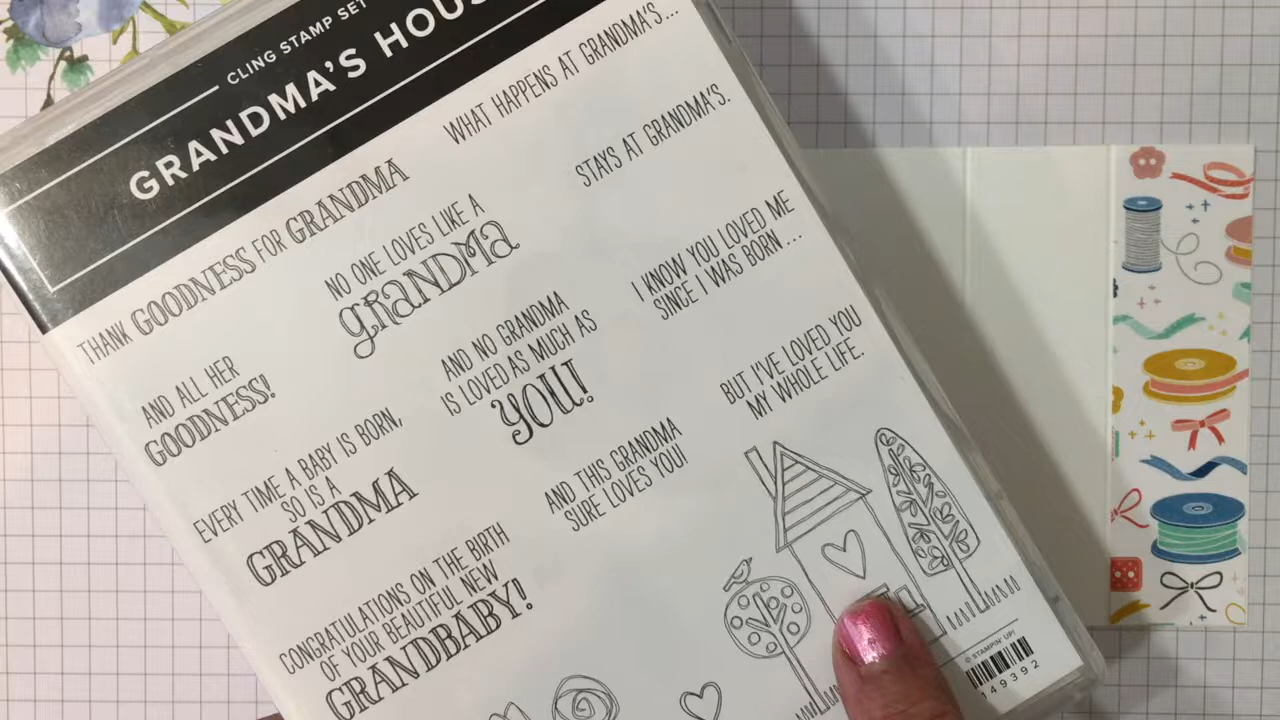 CLING STAMP SET
GRANDMA'S
WHAT HAPPENS AT GRANDMA'S...
STAYS AT GRANDMA'S.
THANK GOODNESS FOR GRANDMA
AND ALL HER
GOODNESS!
NO ONE LOVES LIKE A
GRANDMA
AND NO GRANDMA
IS LOVED AS MUCH AS
YOU!
I KNOW YOU LOVED ME
SINCE I WAS BORN ...
BUT I'VE LOVED YOU
MY WHOLE LIFE.
EVERY TIME A BABY IS BORN,
SO IS A
GRANDMA
AND THIS GRANDMA
SURE LOVES YOU!
CONGRATULATIONS ON THE BIRTH
OF YOUR BEAUTIFUL NEW
GRANDBABY!
© STAMPIN' UP!
149392